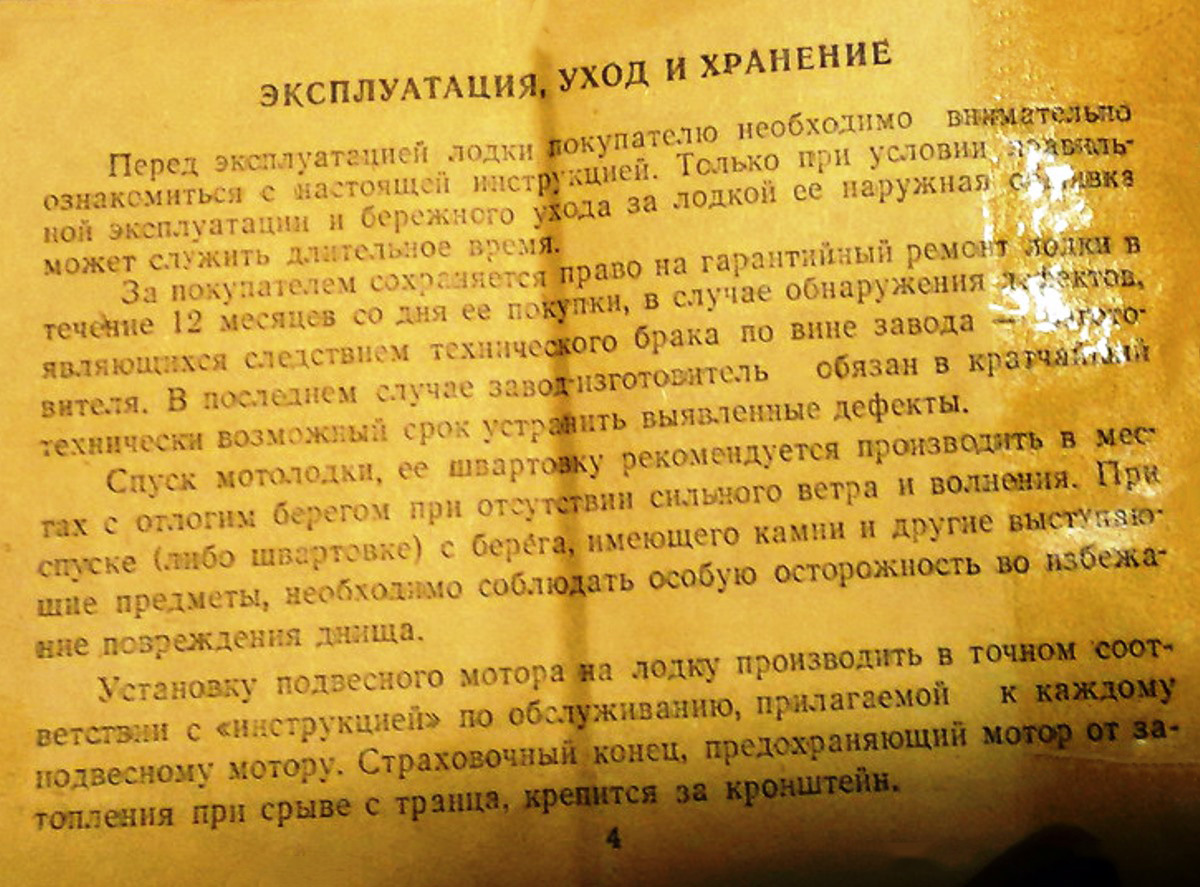 ЭКСПЛУАТАЦИЯ, УХОД И ХРАНЕНИЕ
Перед эксплуатацией лодки покупателю необходимо внимательно
ознакомиться с настоящей инструкцией. Только при условии правиль-
ной эксплуатации и бережного ухода за лодкой ее наружная обшивка
может служить длительное время.
За покупателем сохраняется право на гарантийный ремонт лодки в
течение 12 месяцев со дня ее покупки, в случае обнаружения дефектов,
являющихся следствием технического брака по вине завода — изгото-
вителя. В последнем случае завод-изготовитель обязан в кратчайший
технически возможный срок устранить выявленные дефекты.
Спуск мотолодки, ее швартовку рекомендуется производить в мес-
тах с отлогим берегом при отсутствии сильного ветра и волнения. При
спуске (либо швартовке) с берега, имеющего камни и другие выступаю-
шие предметы, необходимо соблюдать особую осторожность во избежа-
ние повреждения днища.
Установку подвесного мотора на лодку производить в точном соот-
ветствии с «инструкцией» по обслуживанию, прилагаемой к каждому
подвесному мотору. Страховочный конец, предохраняющий мотор от за-
топления при срыве с транца, крепится за кронштейн.
4